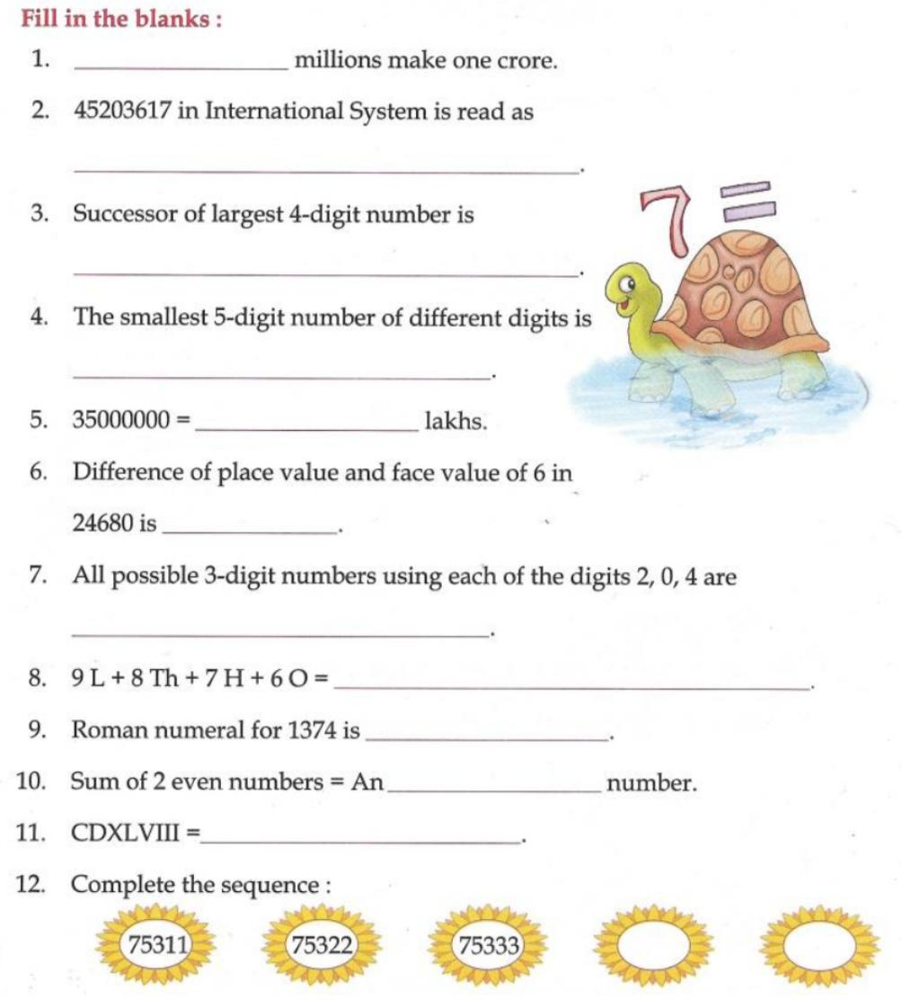 Fill in the blanks :
1. ____________ millions make one crore.
2. 45203617 in International System is read as
____________.
3. Successor of largest 4-digit number is
____________.
7 =
4. The smallest 5-digit number of different digits is
____________.
5. 35000000 = ____________ lakhs.
6. Difference of place value and face value of 6 in
24680 is ____________.
7. All possible 3-digit numbers using each of the digits 2, 0, 4 are
____________.
8. 9 L + 8 Th + 7 H + 6 O = ____________.
9. Roman numeral for 1374 is ____________.
10. Sum of 2 even numbers = An ____________ number.
11. CDXLVIII = ____________.
12. Complete the sequence :
75311 75322 75333